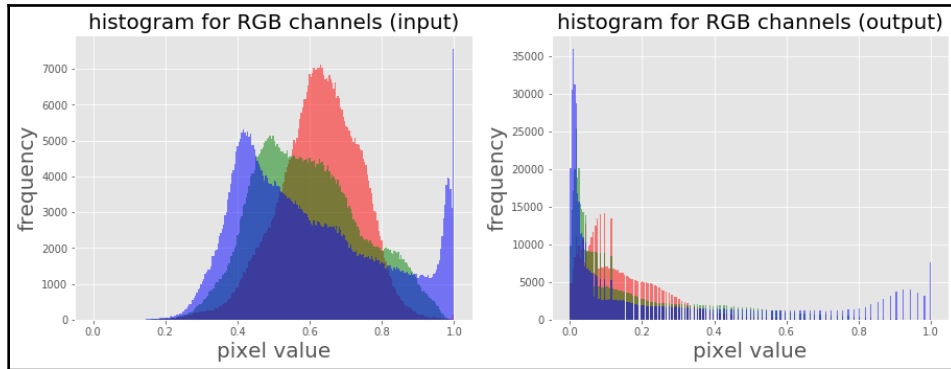 histogram for RGB channels (input)
frequency
7000
6000
5000
4000
3000
2000
1000
0
0.0 0.2 0.4 0.6 0.8 1.0
pixel value
histogram for RGB channels (output)
frequency
35000
30000
25000
20000
15000
10000
5000
0
0.0 0.2 0.4 0.6 0.8 1.0
pixel value